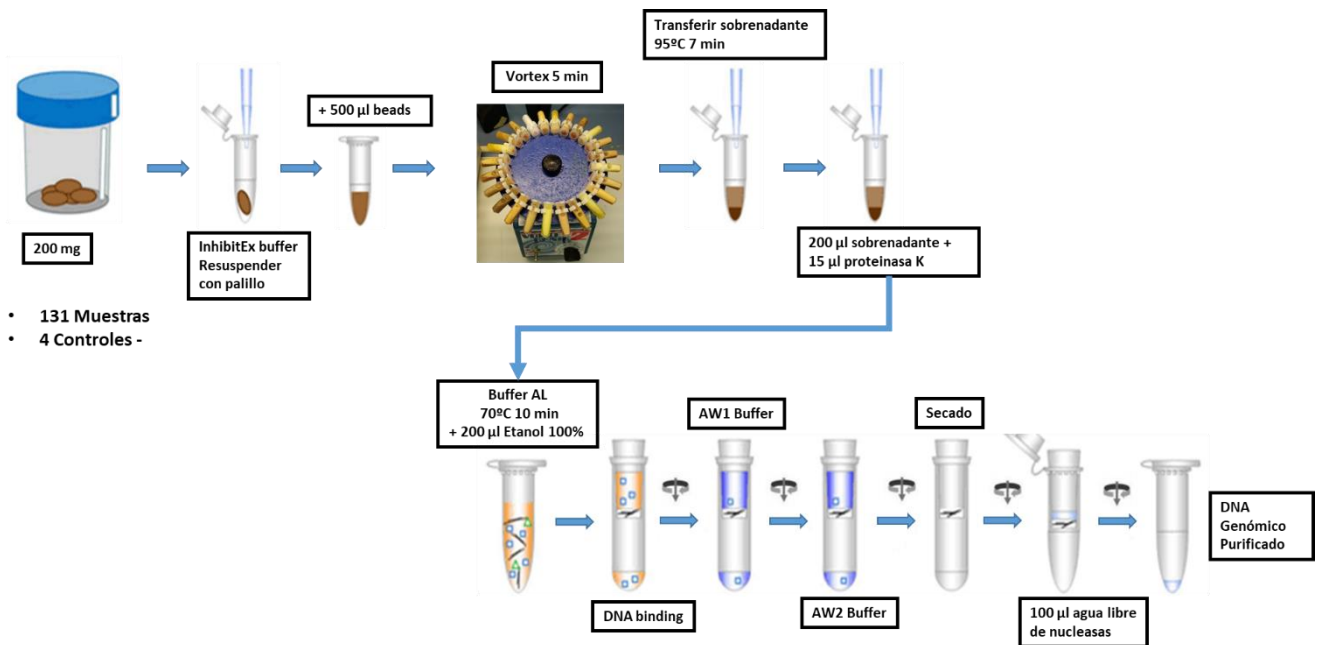 Transferir sobrenadante
95ºC 7 min
Vortex 5 min
+ 500 µl beads
200 mg
InhibitEx buffer
Resuspender
con palillo
200 µl sobrenadante +
15 µl proteinasa K
• 131 Muestras
• 4 Controles -
Buffer AL
70ºC 10 min
+ 200 µl Etanol 100%
AW1 Buffer
Secado
DNA
Genómico
Purificado
DNA binding
AW2 Buffer
100 µl agua libre
de nucleasas